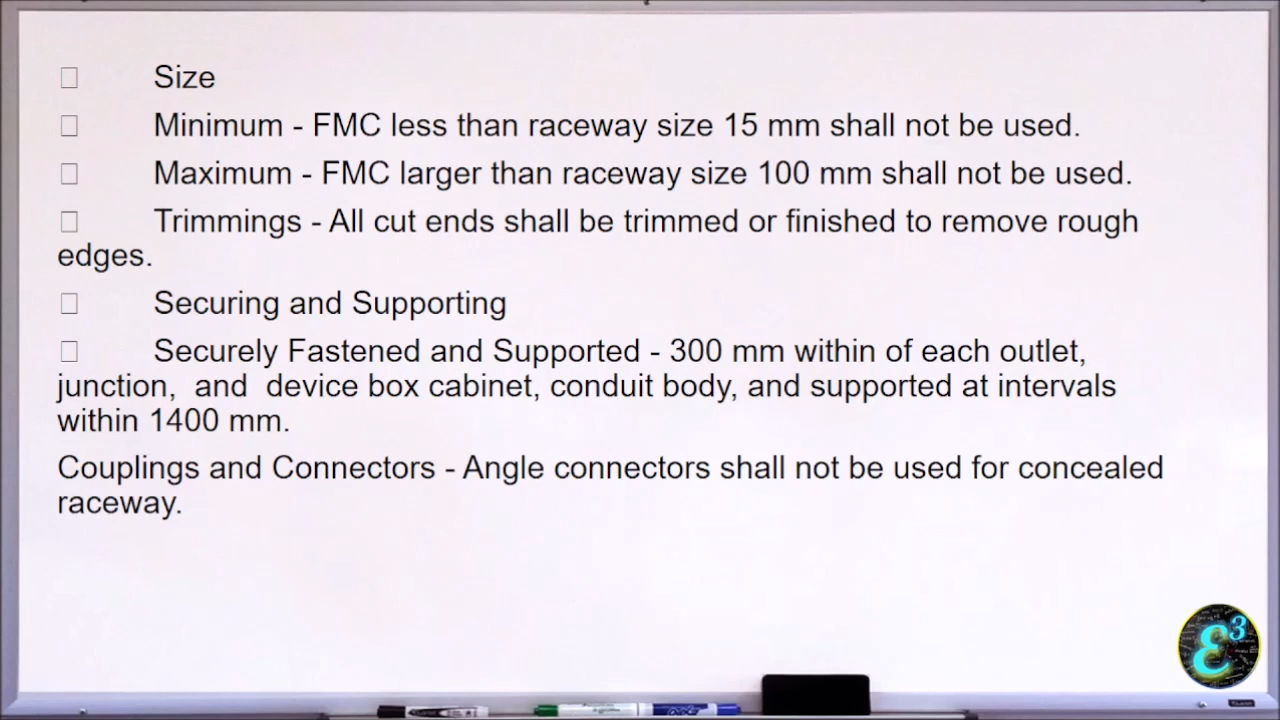 Size
Minimum - FMC less than raceway size 15 mm shall not be used.
Maximum - FMC larger than raceway size 100 mm shall not be used.
Trimmings - All cut ends shall be trimmed or finished to remove rough
edges.
Securing and Supporting
Securely Fastened and Supported - 300 mm within of each outlet,
junction, and device box cabinet, conduit body, and supported at intervals
within 1400 mm.
Couplings and Connectors - Angle connectors shall not be used for concealed
raceway.
ε3